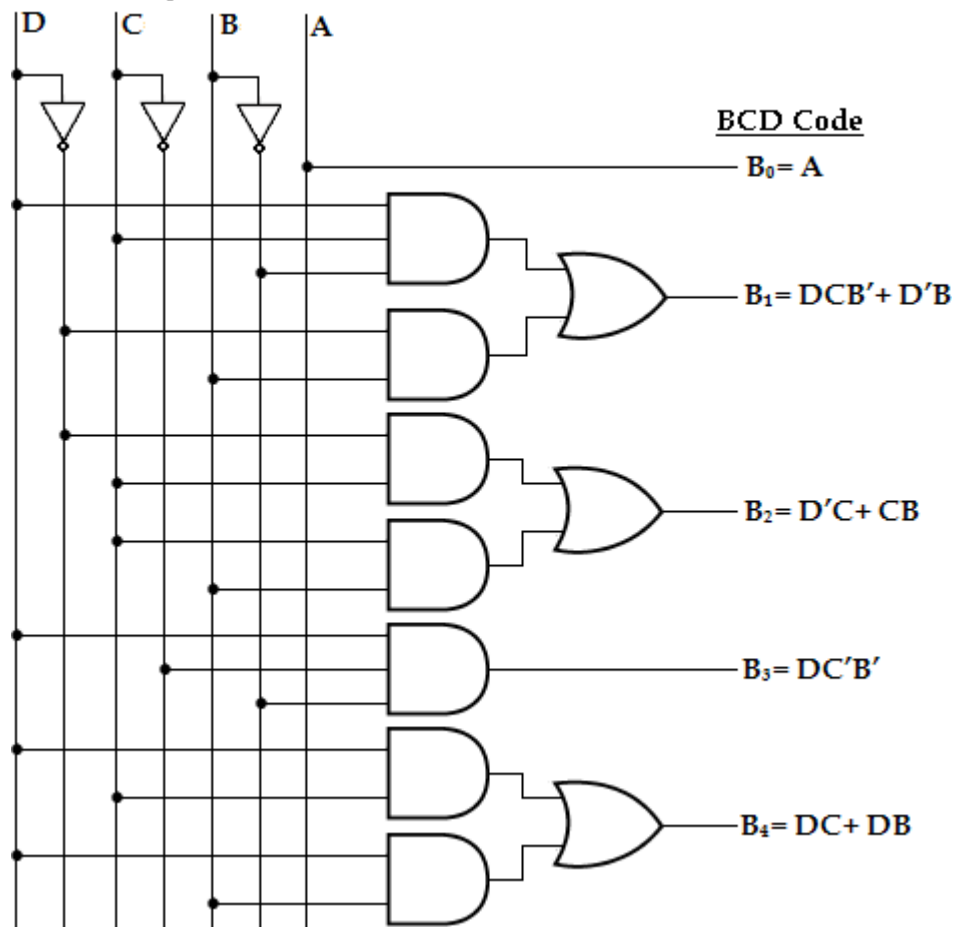 D C B A
BCD Code
B₀= A
B₁= DCB′+ D′B
B₂= D′C+ CB
B₃= DC′B′
B₄= DC+ DB